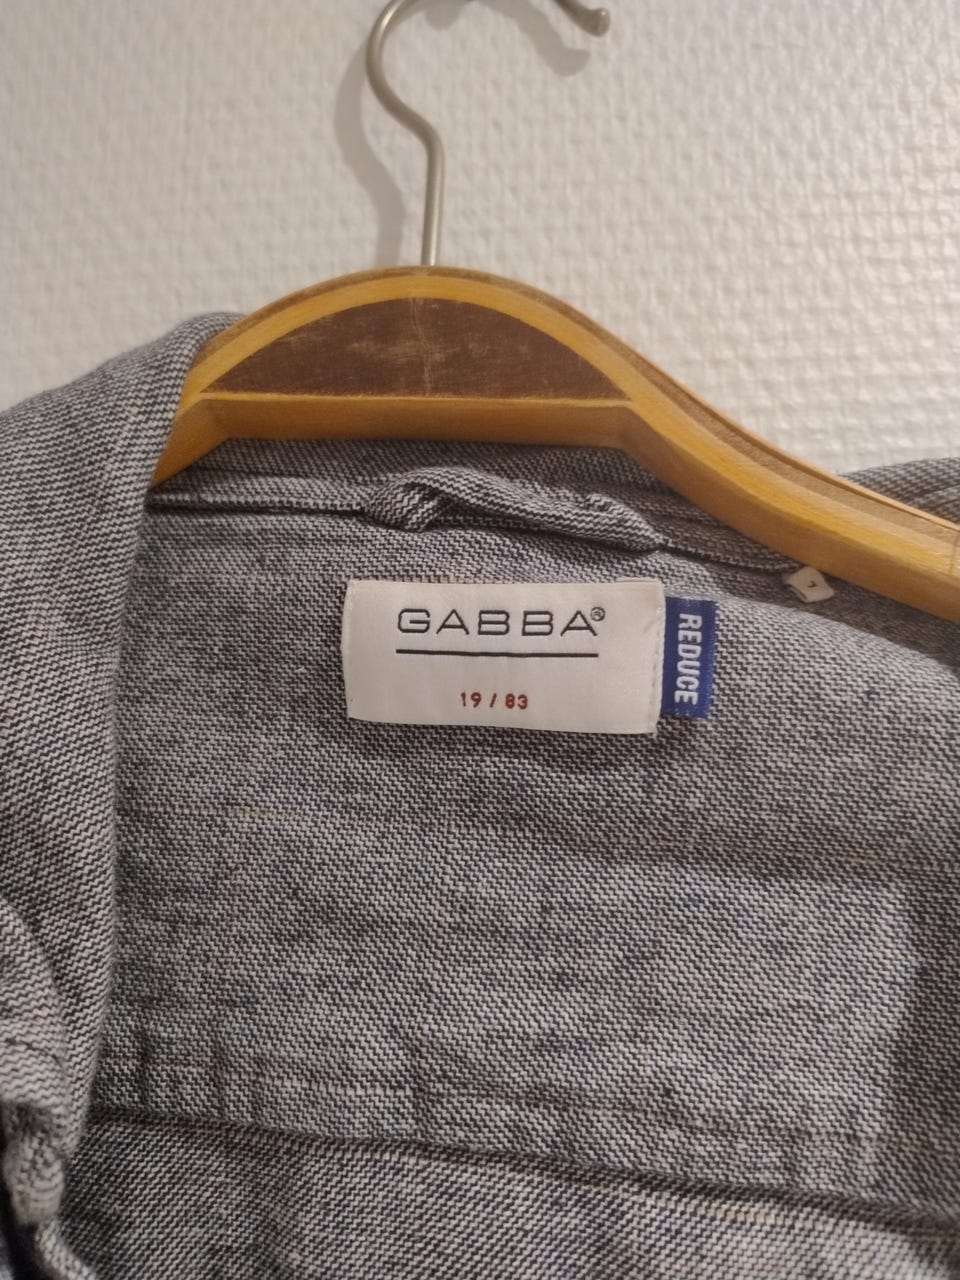 GABBA®
19 / 83
REDUCE